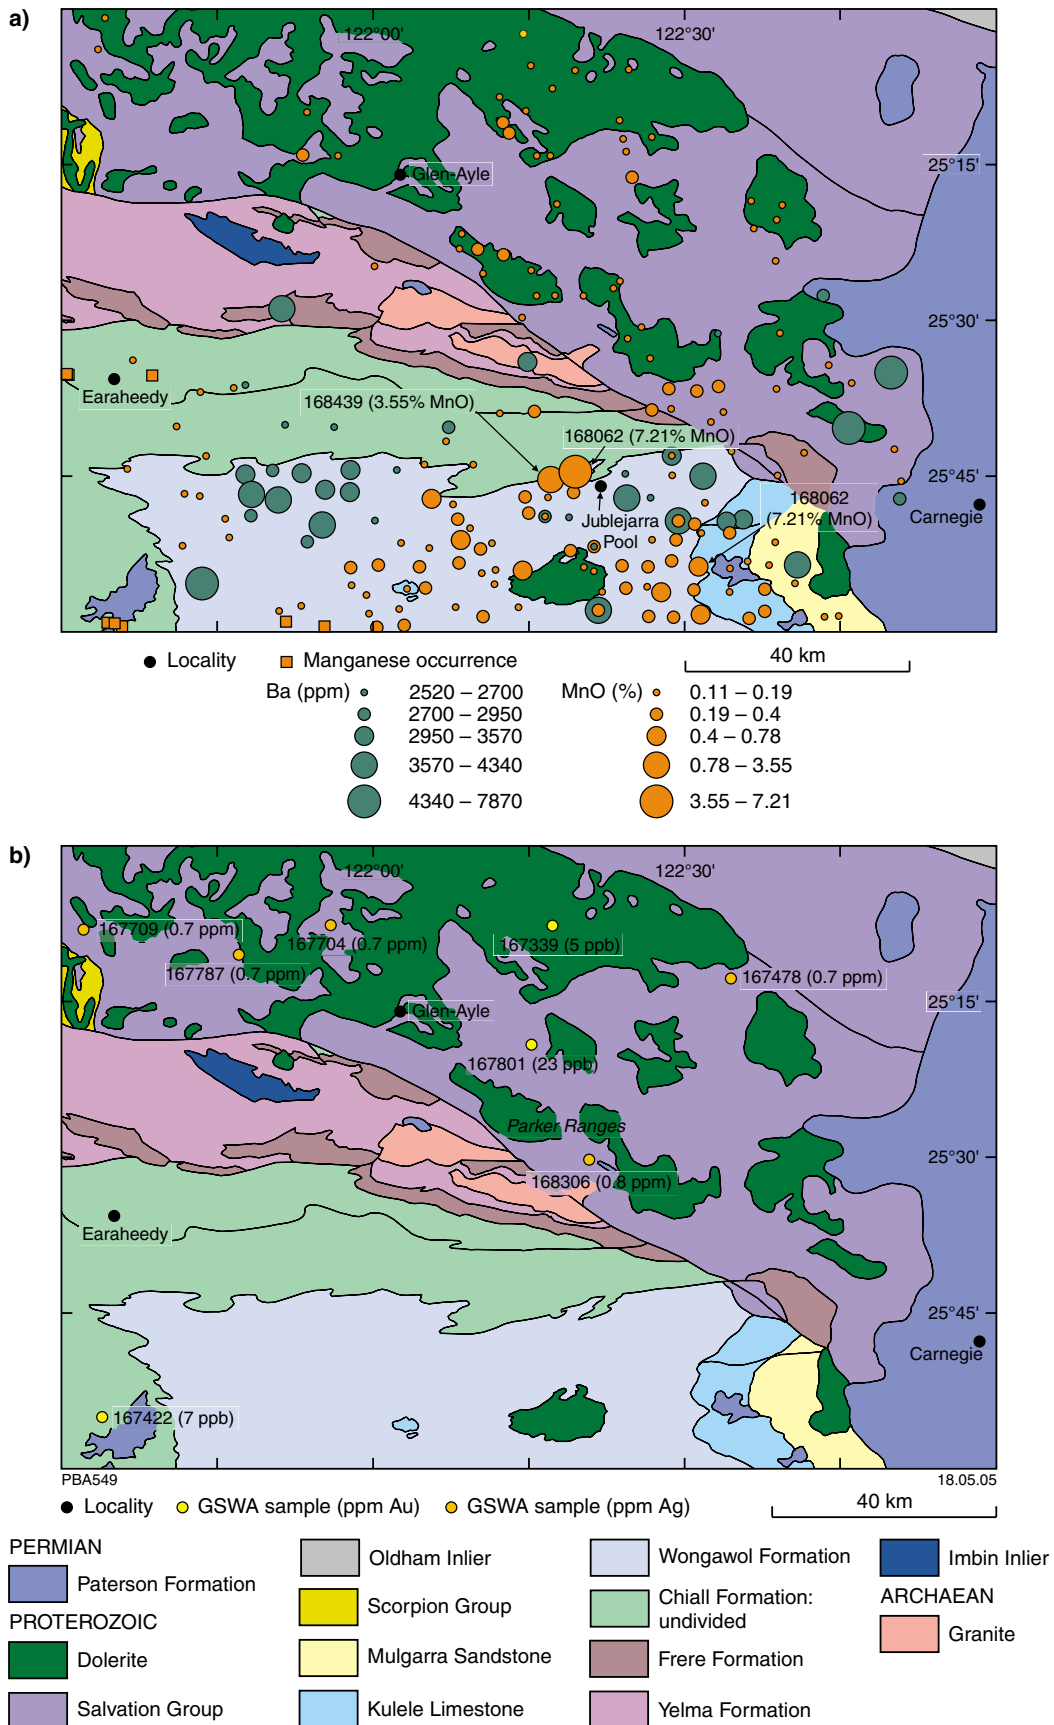 a)
122°00'
122°30'
25°15'
Glen-Ayle
25°30'
Earaheedy
168439 (3.55% MnO)
168062 (7.21% MnO)
25°45'
168062
(7.21% MnO)
Carnegie
Jublejarra
Pool
Locality
Manganese occurrence
40 km
Ba (ppm)
2520 – 2700
MnO (%)
0.11 – 0.19
2700 – 2950
0.19 – 0.4
2950 – 3570
0.4 – 0.78
3570 – 4340
0.78 – 3.55
4340 – 7870
3.55 – 7.21
b)
122°00'
122°30'
167709 (0.7 ppm)
167704 (0.7 ppm)
167339 (5 ppb)
167787 (0.7 ppm)
167478 (0.7 ppm)
25°15'
Glen-Ayle
167801 (23 ppb)
Parker Ranges
25°30'
168306 (0.8 ppm)
Earaheedy
25°45'
Carnegie
167422 (7 ppb)
PBA549
18.05.05
Locality
GSWA sample (ppm Au)
GSWA sample (ppm Ag)
40 km
PERMIAN
Paterson Formation
PROTEROZOIC
Dolerite
Salvation Group
Oldham Inlier
Scorpion Group
Mulgarra Sandstone
Kulele Limestone
Wongawol Formation
Chiall Formation:
undivided
Frere Formation
Yelma Formation
Imbin Inlier
ARCHAEAN
Granite